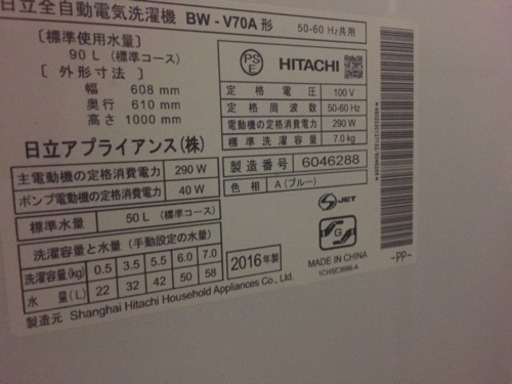 日立全自動電気洗濯機 BW - V70A 形 50-60 Hz共用
［標準使用水量］
90 L (標準コース)
［外形寸法］
幅 608 mm
奥行 610 mm
高さ 1000 mm
日立アプライアンス(株)
主電動機の定格消費電力 290 W
ポンプ電動機の定格消費電力 40 W
標準水量 50 L (標準コース)
洗濯容量と水量 (手動設定の水量)
洗濯容量(kg) 0.5 3.5 5.5 6.0 7.0
水量(L) 22 32 42 50 58
製造元 Shanghai Hitachi Household Appliances Co., Ltd.
PSE HITACHI
定格電圧 100 V
定格周波数 50-60 Hz
電動機の定格消費電力 290 W
標準洗濯容量 7.0 kg
製造番号 6046288
色相 A (ブルー)
S-JET
2016年製
MADE IN CHINA
-PP-